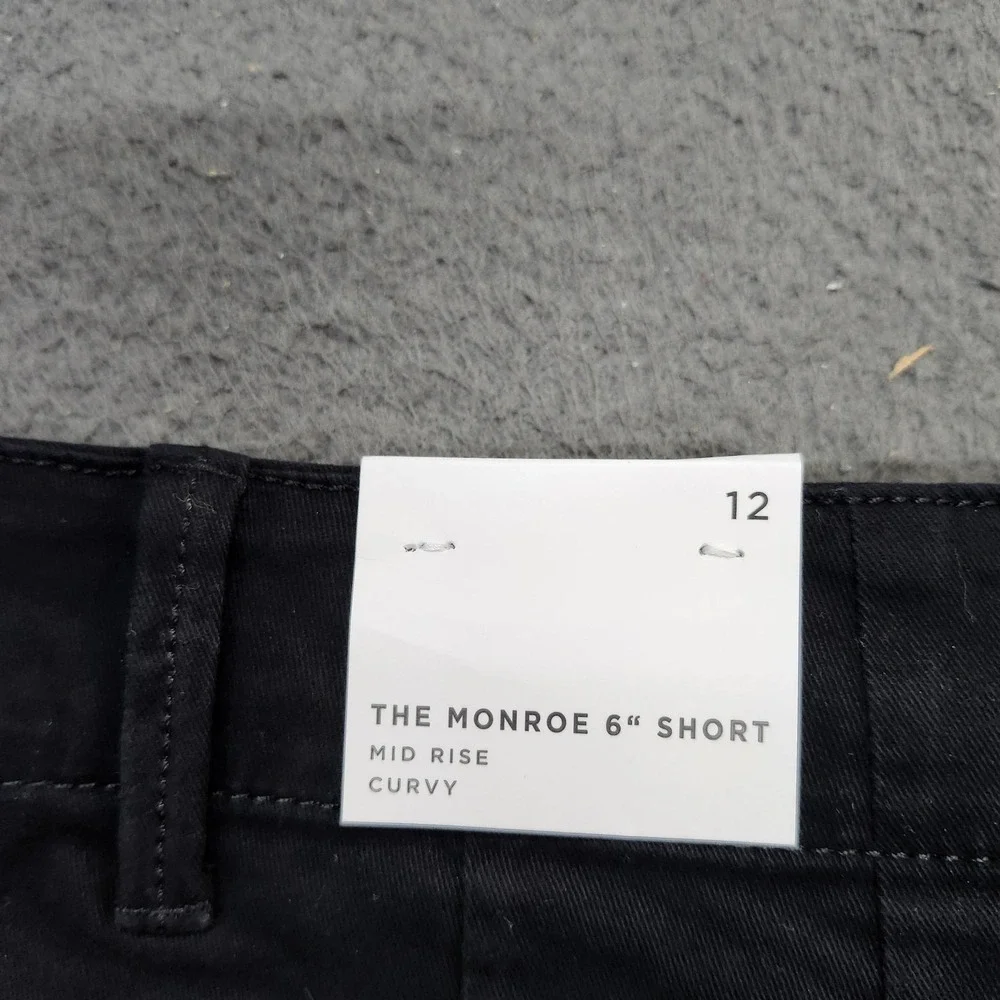 12
THE MONROE 6“ SHORT
MID RISE
CURVY